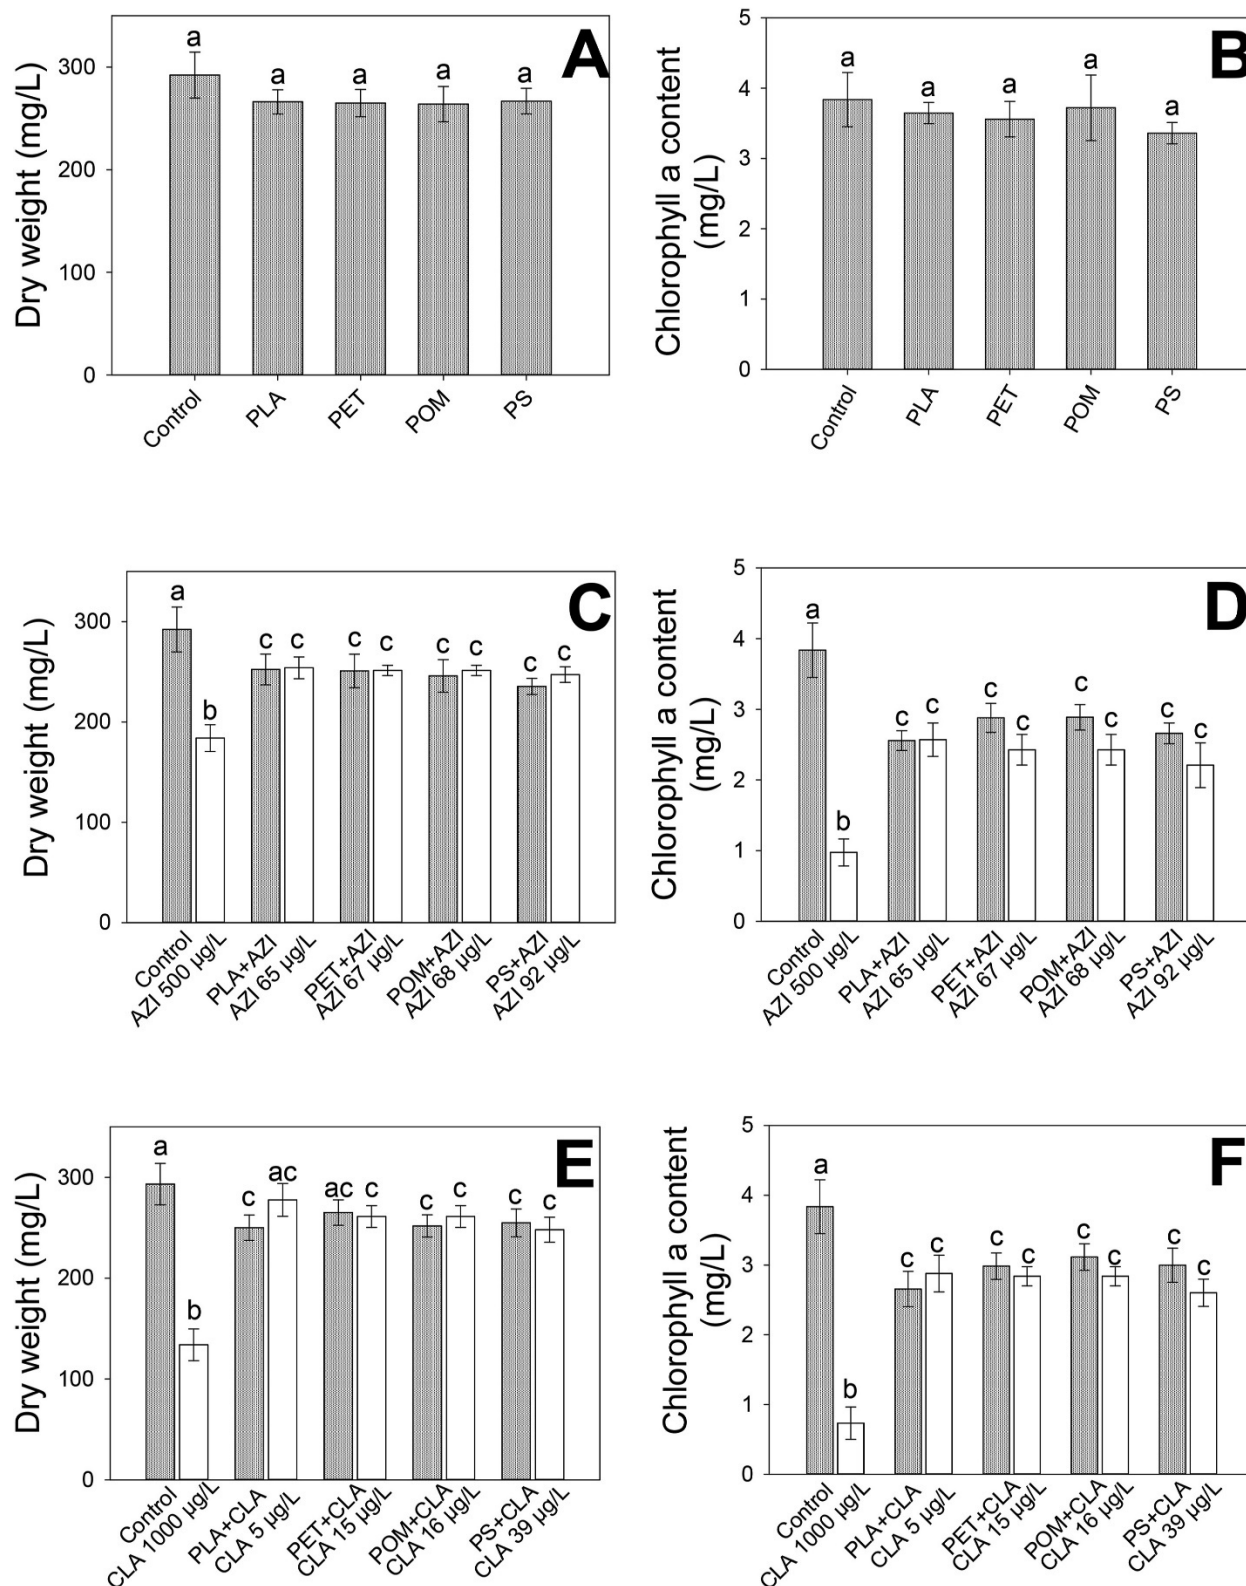 A
Dry weight (mg/L)
300
200
100
0
a
a
a
a
a
Control
PLA
PET
POM
PS
B
Chlorophyll a content
(mg/L)
5
4
3
2
1
0
a
a
a
a
a
Control
PLA
PET
POM
PS
C
Dry weight (mg/L)
300
200
100
0
a
b
c
c
c
c
c
c
c
c
Control
AZI 500 µg/L
PLA+AZI
AZI 65 µg/L
PET+AZI
AZI 67 µg/L
POM+AZI
AZI 68 µg/L
PS+AZI
AZI 92 µg/L
D
Chlorophyll a content
(mg/L)
5
4
3
2
1
0
a
b
c
c
c
c
c
c
c
c
Control
AZI 500 µg/L
PLA+AZI
AZI 65 µg/L
PET+AZI
AZI 67 µg/L
POM+AZI
AZI 68 µg/L
PS+AZI
AZI 92 µg/L
E
Dry weight (mg/L)
300
200
100
0
a
b
c
ac
ac
c
c
c
c
c
Control
CLA 1000 µg/L
PLA+CLA
CLA 5 µg/L
PET+CLA
CLA 15 µg/L
POM+CLA
CLA 16 µg/L
PS+CLA
CLA 39 µg/L
F
Chlorophyll a content
(mg/L)
5
4
3
2
1
0
a
b
c
c
c
c
c
c
c
c
Control
CLA 1000 µg/L
PLA+CLA
CLA 5 µg/L
PET+CLA
CLA 15 µg/L
POM+CLA
CLA 16 µg/L
PS+CLA
CLA 39 µg/L